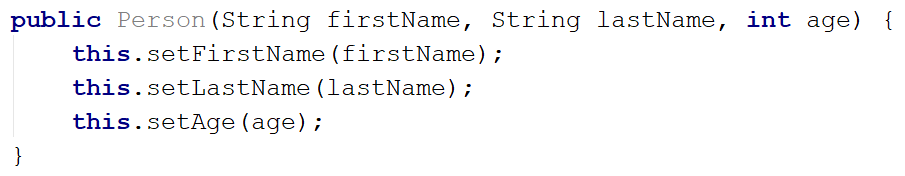 public Person(String firstName, String lastName, int age) {
    this.setFirstName(firstName);
    this.setLastName(lastName);
    this.setAge(age);
}